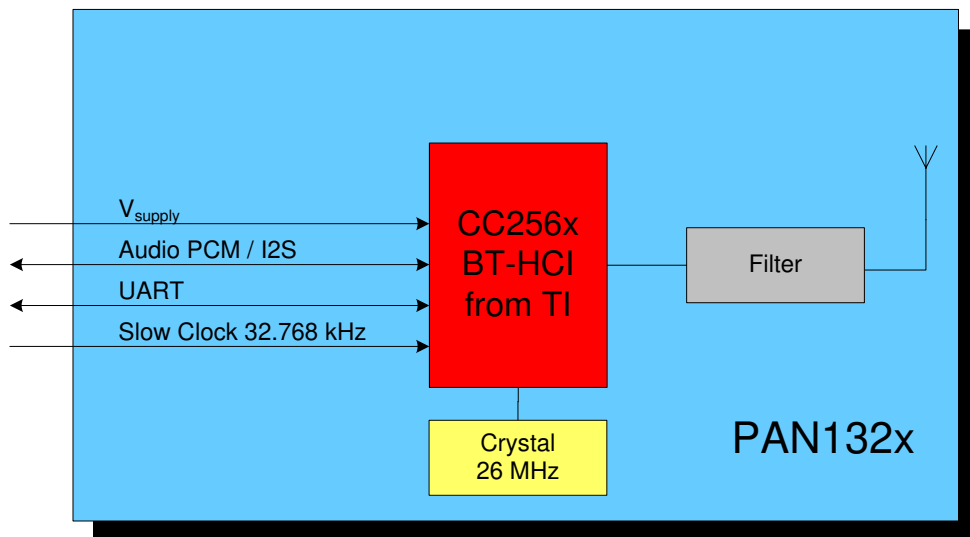 V_supply
Audio PCM / I2S
UART
Slow Clock 32.768 kHz
CC256x
BT-HCI
from TI
Filter
Crystal
26 MHz
PAN132x